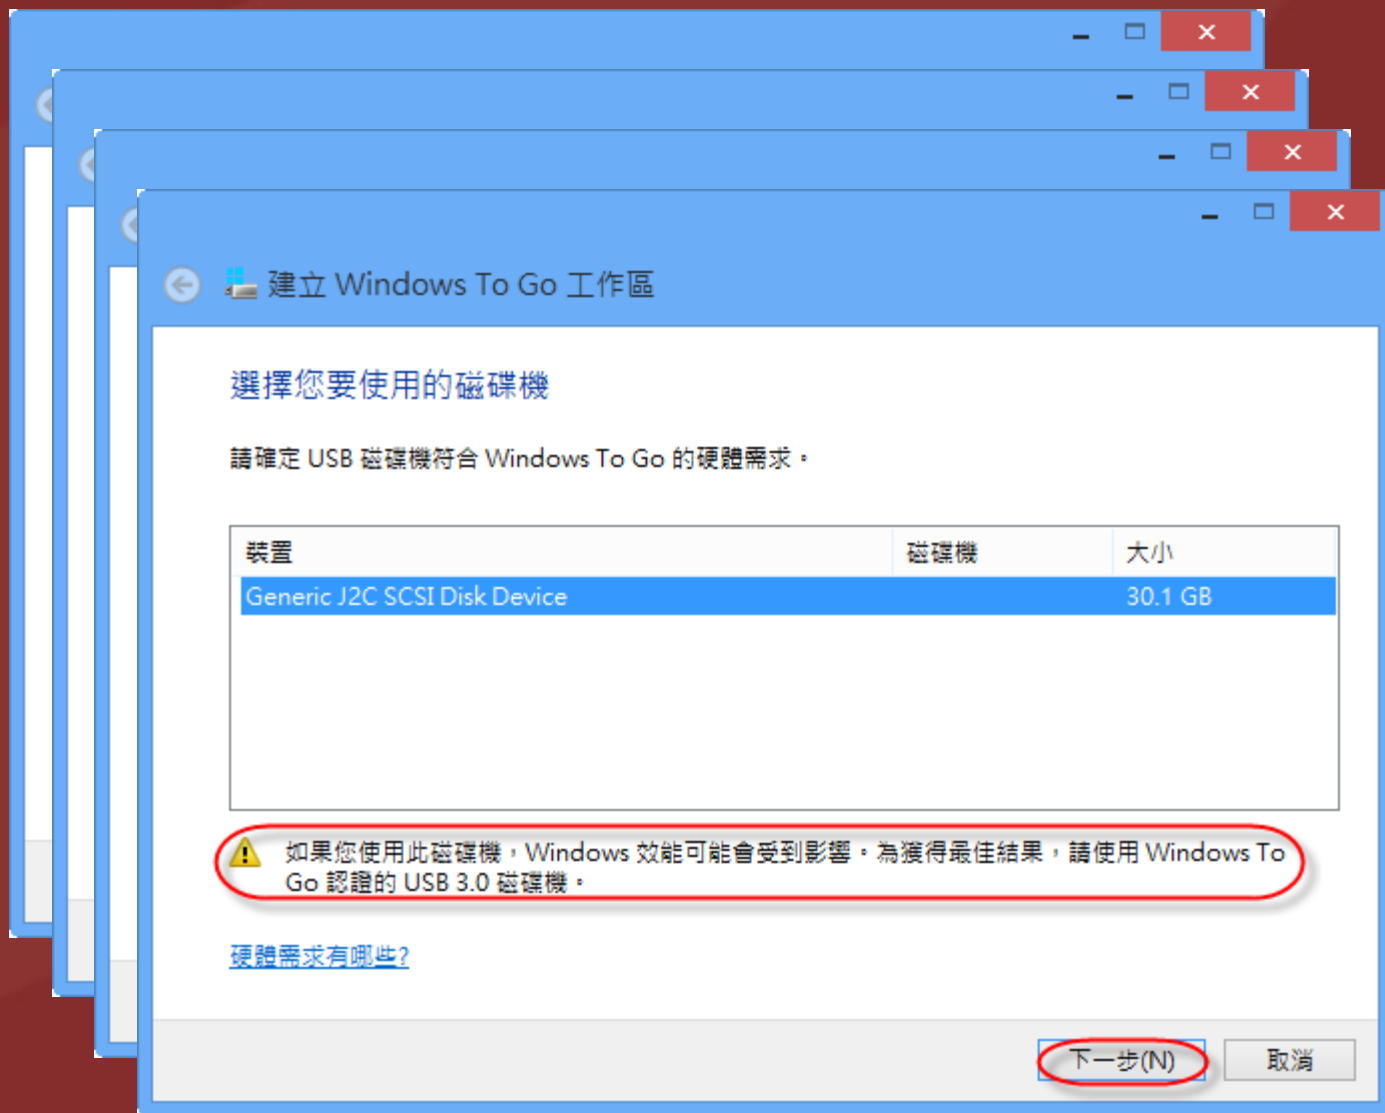 建立 Windows To Go 工作區
選擇您要使用的磁碟機
請確定 USB 磁碟機符合 Windows To Go 的硬體需求。
裝置 磁碟機 大小
Generic J2C SCSI Disk Device 30.1 GB
如果您使用此磁碟機，Windows 效能可能會受到影響。為獲得最佳結果，請使用 Windows To
Go 認證的 USB 3.0 磁碟機。
硬體需求有哪些?
下一步(N) 取消